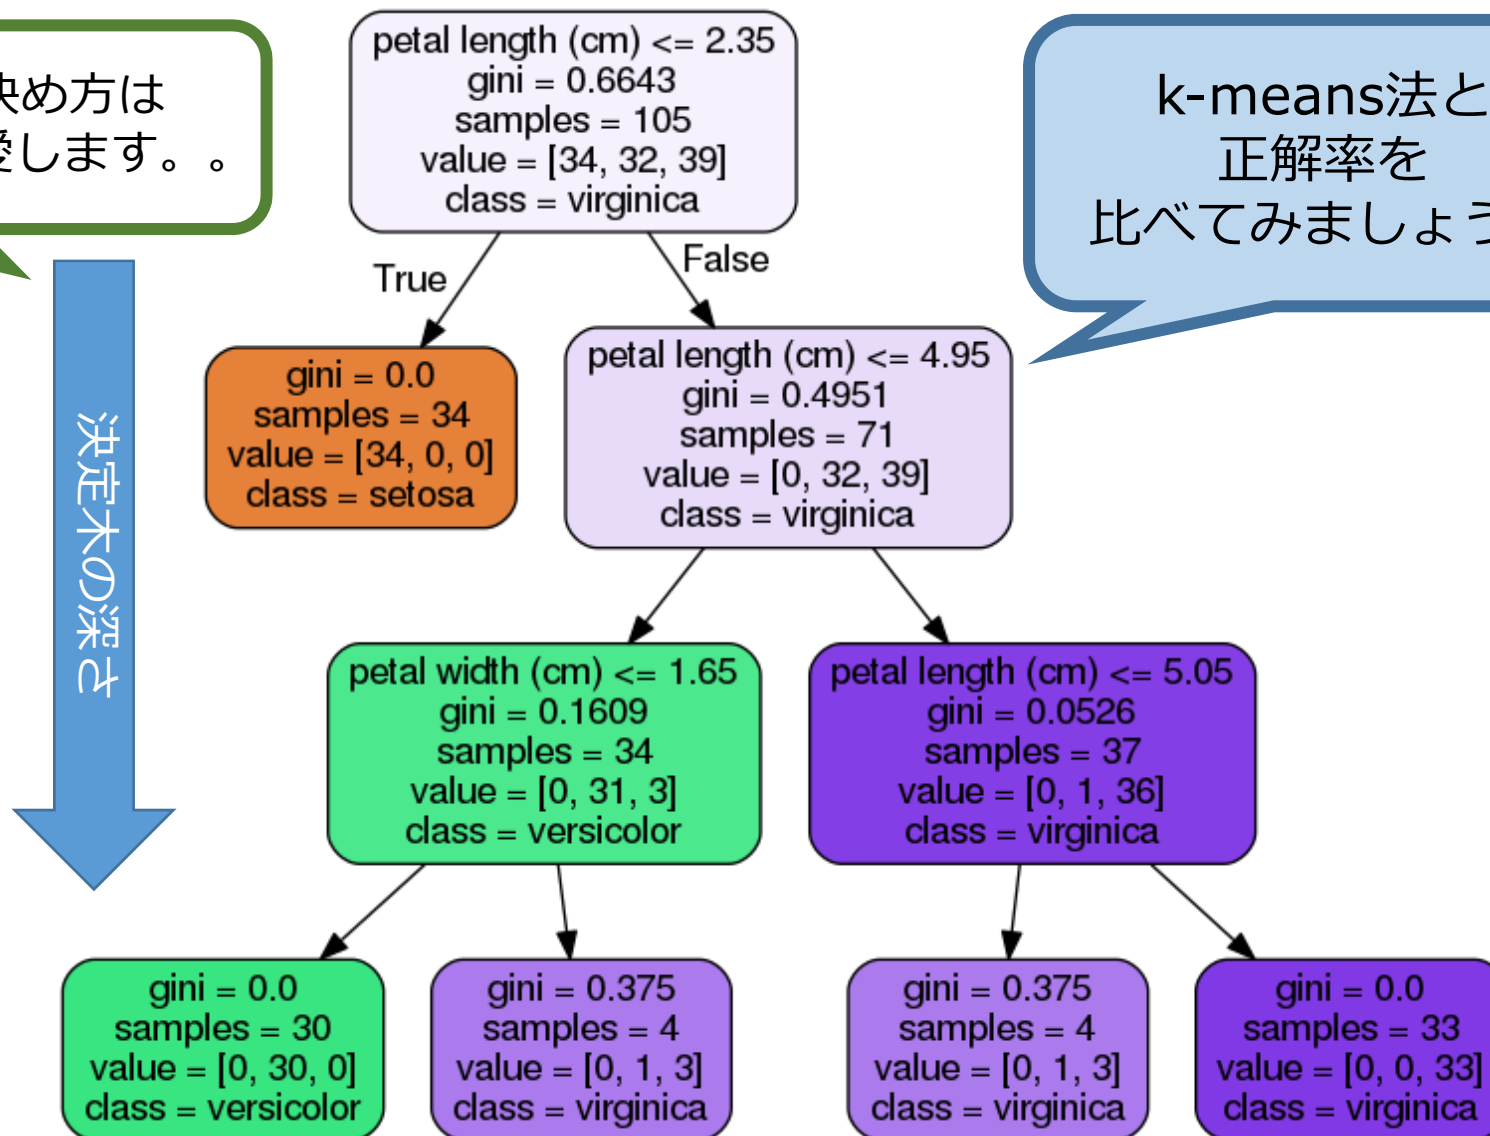 決め方は
愛します。。
petal length (cm) <= 2.35
gini = 0.6643
samples = 105
value = [34, 32, 39]
class = virginica
k-means法と
正解率を
比べてみましょう
True
False
gini = 0.0
samples = 34
value = [34, 0, 0]
class = setosa
petal length (cm) <= 4.95
gini = 0.4951
samples = 71
value = [0, 32, 39]
class = virginica
決定木の深さ
petal width (cm) <= 1.65
gini = 0.1609
samples = 34
value = [0, 31, 3]
class = versicolor
petal length (cm) <= 5.05
gini = 0.0526
samples = 37
value = [0, 1, 36]
class = virginica
gini = 0.0
samples = 30
value = [0, 30, 0]
class = versicolor
gini = 0.375
samples = 4
value = [0, 1, 3]
class = virginica
gini = 0.375
samples = 4
value = [0, 1, 3]
class = virginica
gini = 0.0
samples = 33
value = [0, 0, 33]
class = virginica